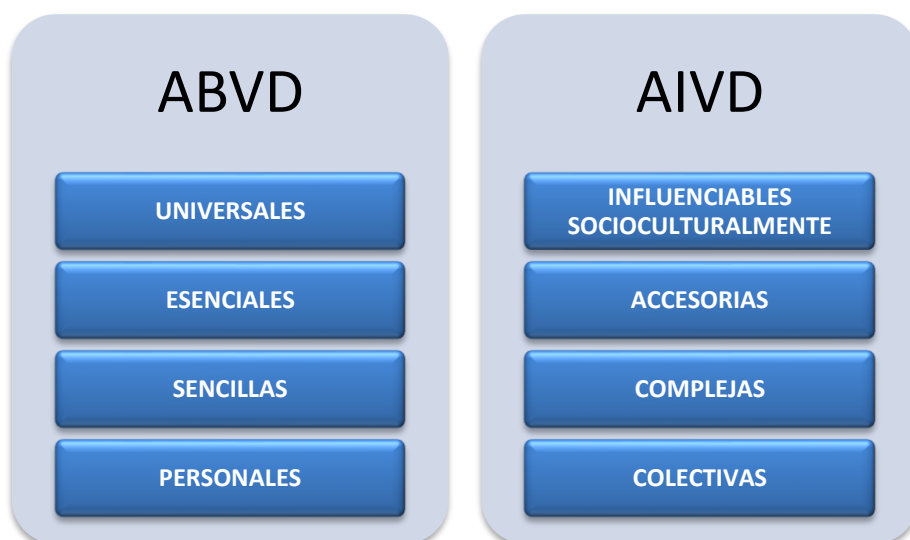 ABVD
UNIVERSALES
ESENCIALES
SENCILLAS
PERSONALES
AIVD
INFLUENCIABLES
SOCIOCULTURALMENTE
ACCESORIAS
COMPLEJAS
COLECTIVAS